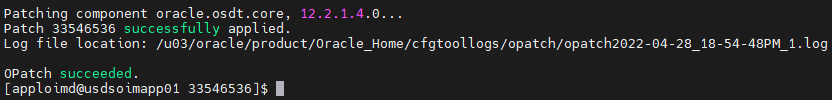 Patching component oracle.osdt.core, 12.2.1.4.0...
Patch 33546536 successfully applied.
Log file location: /u03/oracle/product/Oracle_Home/cfgtoollogs/opatch/opatch2022-04-28_18-54-48PM_1.log
OPatch succeeded.
[apploimd@usdsoimapp01 33546536]$